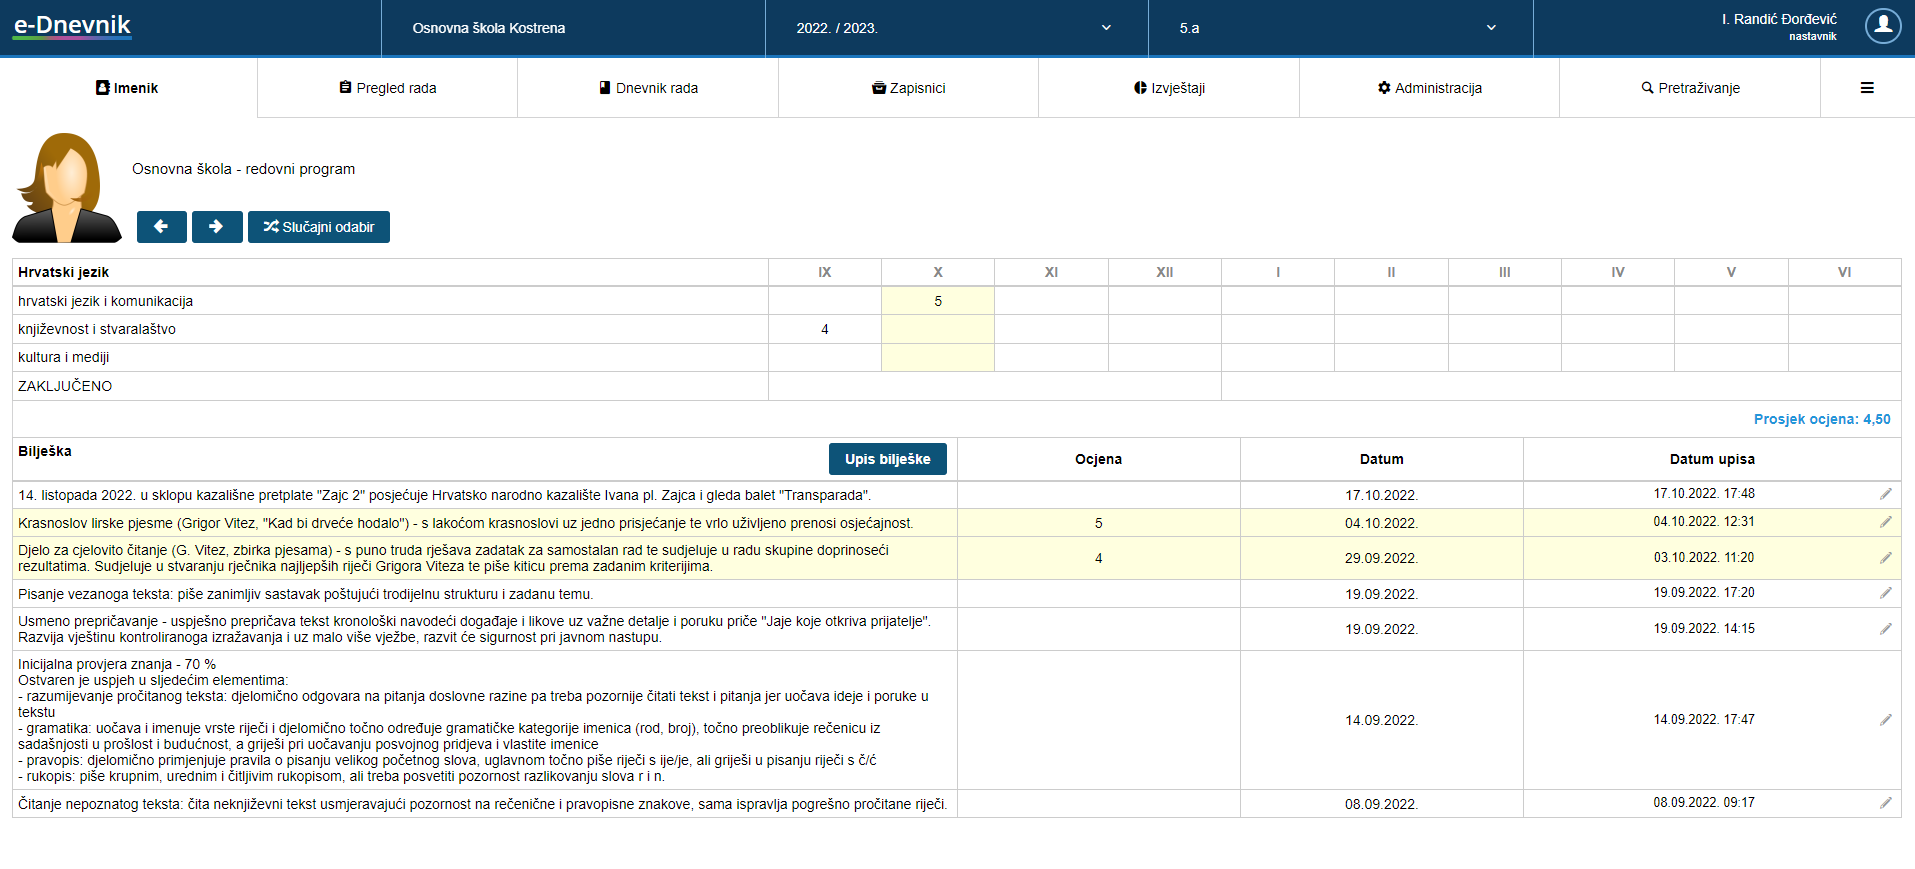 e-Dnevnik
Osnovna škola Kostrena
2022. / 2023.
5.a
I. Randić Đorđević
nastavnik
Imenik
Pregled rada
Dnevnik rada
Zapisnici
Izvještaji
Administracija
Pretraživanje
Osnovna škola - redovni program
Slučajni odabir
Hrvatski jezik IX X XI XII I II III IV V VI
hrvatski jezik i komunikacija 5
književnost i stvaralaštvo 4
kultura i mediji
ZAKLJUČENO
Prosjek ocjena: 4,50
Bilješka Upis bilješke Ocjena Datum Datum upisa
14. listopada 2022. u sklopu kazališne pretplate "Zajc 2" posjećuje Hrvatsko narodno kazalište Ivana pl. Zajca i gleda balet "Transparada". 17.10.2022. 17.10.2022. 17:48
Krasnoslov lirske pjesme (Grigor Vitez, "Kad bi drveće hodalo") - s lakoćom krasnoslovi uz jedno prisjećanje te vrlo uživljeno prenosi osjećajnost. 5 04.10.2022. 04.10.2022. 12:31
Djelo za cjelovito čitanje (G. Vitez, zbirka pjesama) - s puno truda rješava zadatak za samostalan rad te sudjeluje u radu skupine doprinoseći
rezultatima. Sudjeluje u stvaranju rječnika najljepših riječi Grigora Viteza te piše kiticu prema zadanim kriterijima. 4 29.09.2022. 03.10.2022. 11:20
Pisanje vezanoga teksta: piše zanimljiv sastavak poštujući trodijelnu strukturu i zadanu temu. 19.09.2022. 19.09.2022. 17:20
Usmeno prepričavanje - uspješno prepričava tekst kronološki navodeći događaje i likove uz važne detalje i poruku priče "Jaje koje otkriva prijatelje".
Razvija vještinu kontroliranoga izražavanja i uz malo više vježbe, razvit će sigurnost pri javnom nastupu. 19.09.2022. 19.09.2022. 14:15
Inicijalna provjera znanja - 70 %
Ostvaren je uspjeh u sljedećim elementima:
- razumijevanje pročitanog teksta: djelomično odgovara na pitanja doslovne razine pa treba pozornije čitati tekst i pitanja jer uočava ideje i poruke u
tekstu
- gramatika: uočava i imenuje vrste riječi i djelomično točno određuje gramatičke kategorije imenica (rod, broj), točno preoblikuje rečenicu iz
sadašnjosti u prošlost i budućnost, a griješi pri uočavanju posvojnog pridjeva i vlastite imenice
- pravopis: djelomično primjenjuje pravila o pisanju velikog početnog slova, uglavnom točno piše riječi s ije/je, ali griješi u pisanju riječi s č/ć
- rukopis: piše krupnim, urednim i čitljivim rukopisom, ali treba posvetiti pozornost razlikovanju slova r i n. 14.09.2022. 14.09.2022. 17:47
Čitanje nepoznatog teksta: čita neknjiževni tekst usmjeravajući pozornost na rečenične i pravopisne znakove, sama ispravlja pogrešno pročitane riječi. 08.09.2022. 08.09.2022. 09:17